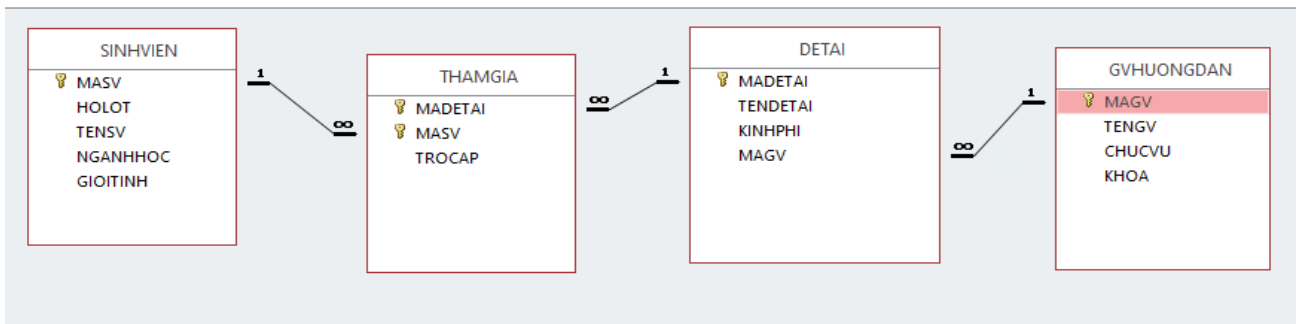 SINHVIEN
MASV
HOLOT
TENSV
NGANHHOC
GIOITINH
1
∞
THAMGIA
MADETAI
MASV
TROCAP
∞
1
DETAI
MADETAI
TENDETAI
KINHPHI
MAGV
∞
1
GVHUONGDAN
MAGV
TENGV
CHUCVU
KHOA